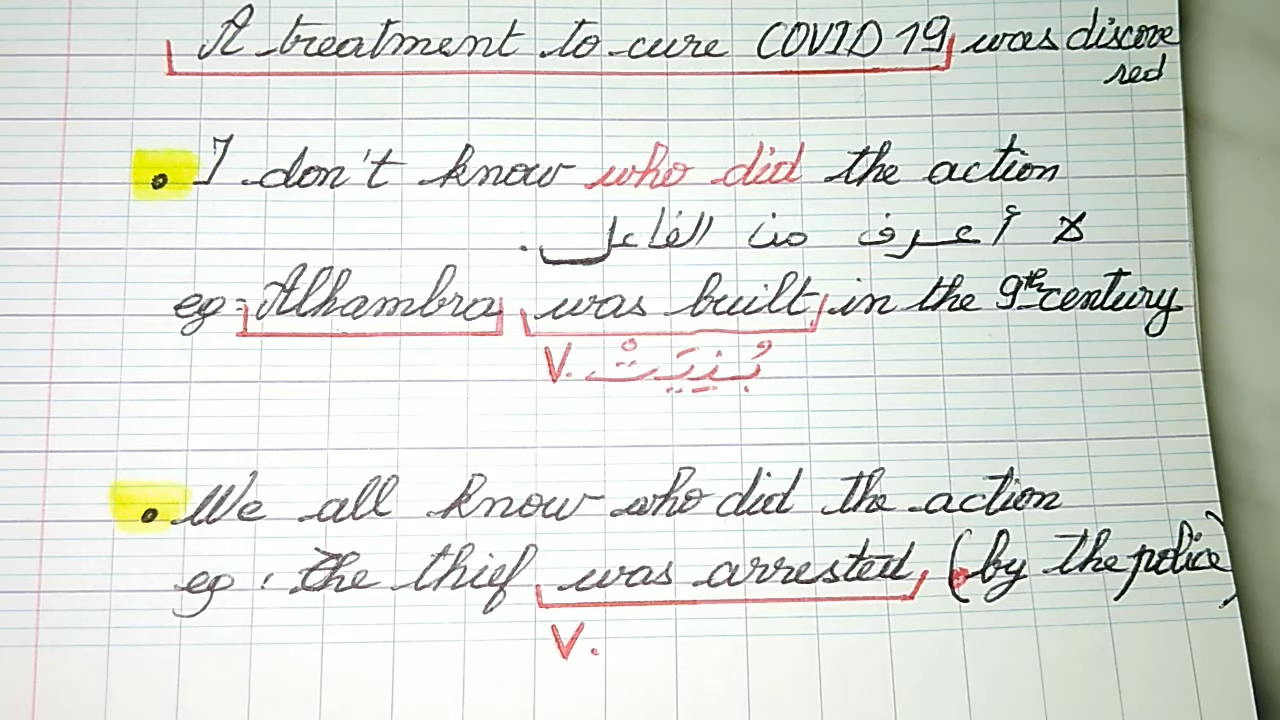 A treatment to cure COVID 19 was discove
red
• I don't know who did the action
لا أعرف من الفاعل.
eg: Alhambra was built in the 9th century
V. بُنِيَتْ
• We all know who did the action
eg: the thief was arrested, (by the police)
V.